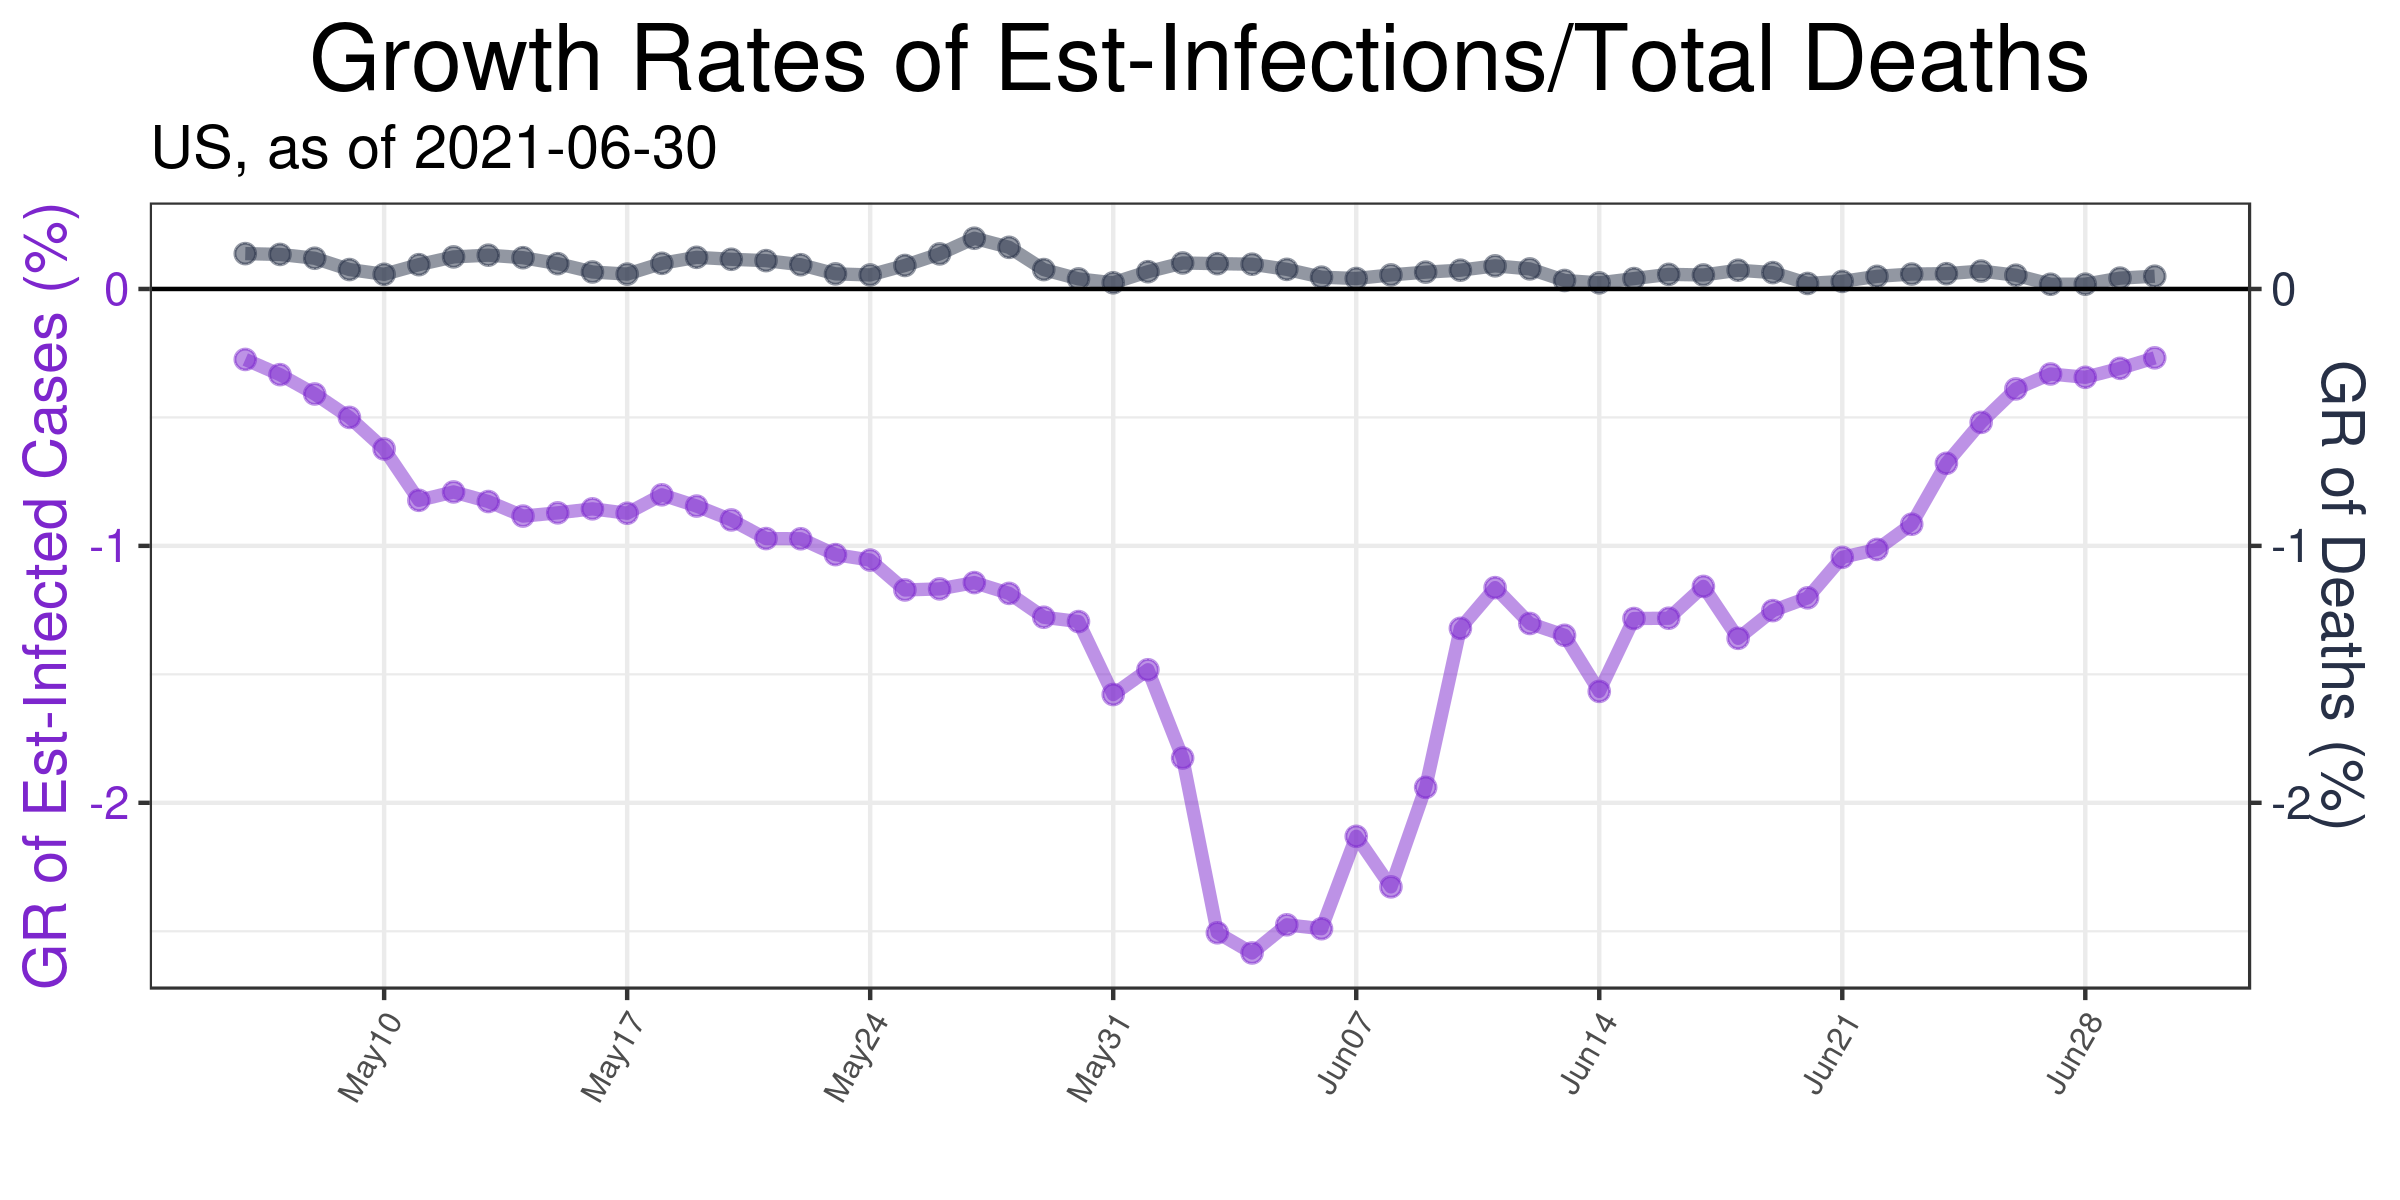 Growth Rates of Est-Infections/Total Deaths
US, as of 2021-06-30
GR of Est-Infected Cases (%)
0
-1
-2
0
-1
-2
GR of Deaths (%)
May10
May17
May24
May31
Jun07
Jun14
Jun21
Jun28